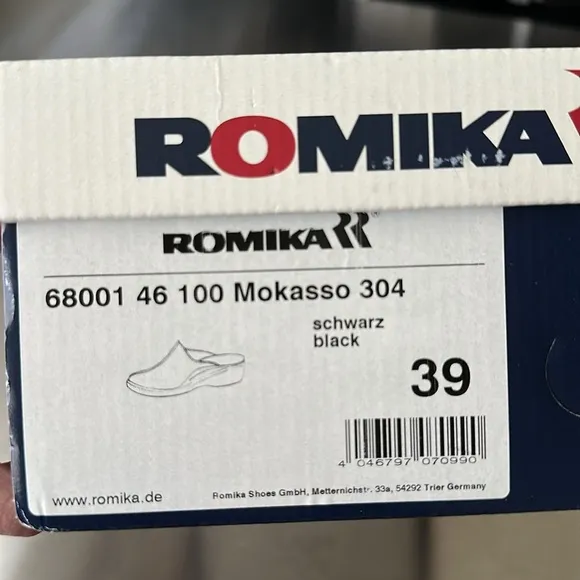 ROMIKA
ROMIKA
68001 46 100 Mokasso 304
schwarz
black
39
4 046797 070990
www.romika.de
Romika Shoes GmbH, Metternichstr. 33a, 54292 Trier Germany